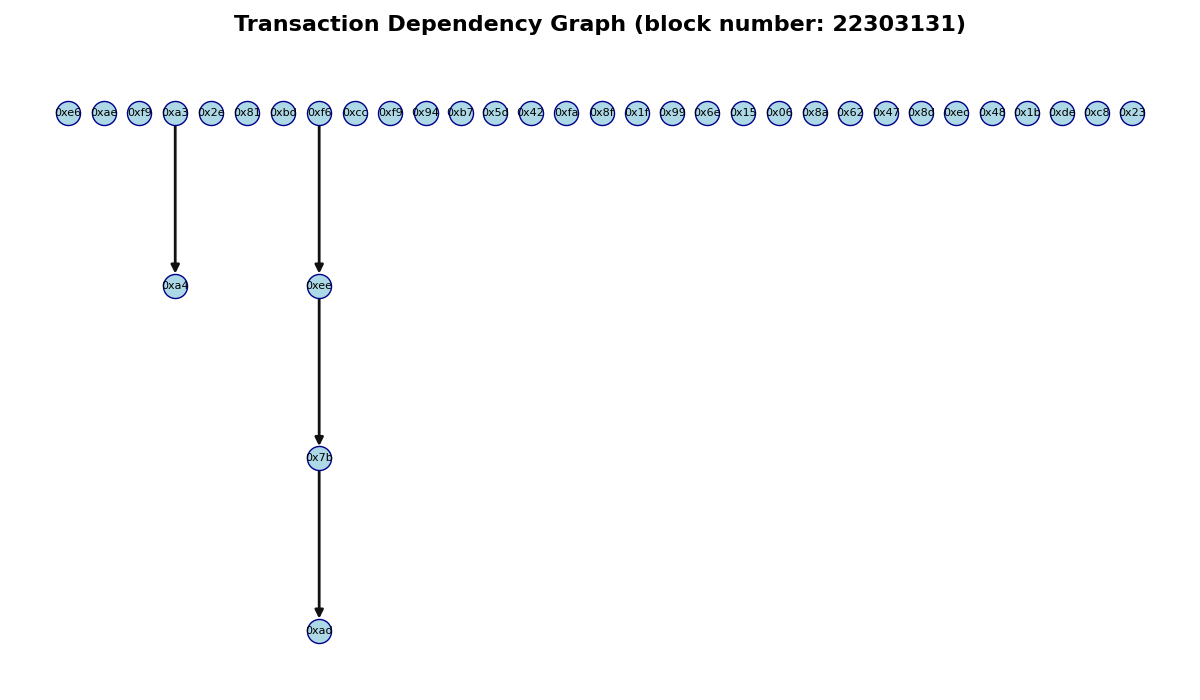 Transaction Dependency Graph (block number: 22303131)
0xe6 0xae 0xf9 0xa3 0x2e 0x81 0xbd 0xf6 0xcc 0xf9 0x94 0xb7 0x5d 0x42 0xfa 0x8f 0x1f 0x99 0x6e 0x15 0x06 0x8a 0x62 0x47 0x8d 0xec 0x48 0x1b 0xde 0xc8 0x23
0xa4 0xee
0x7b
0xad